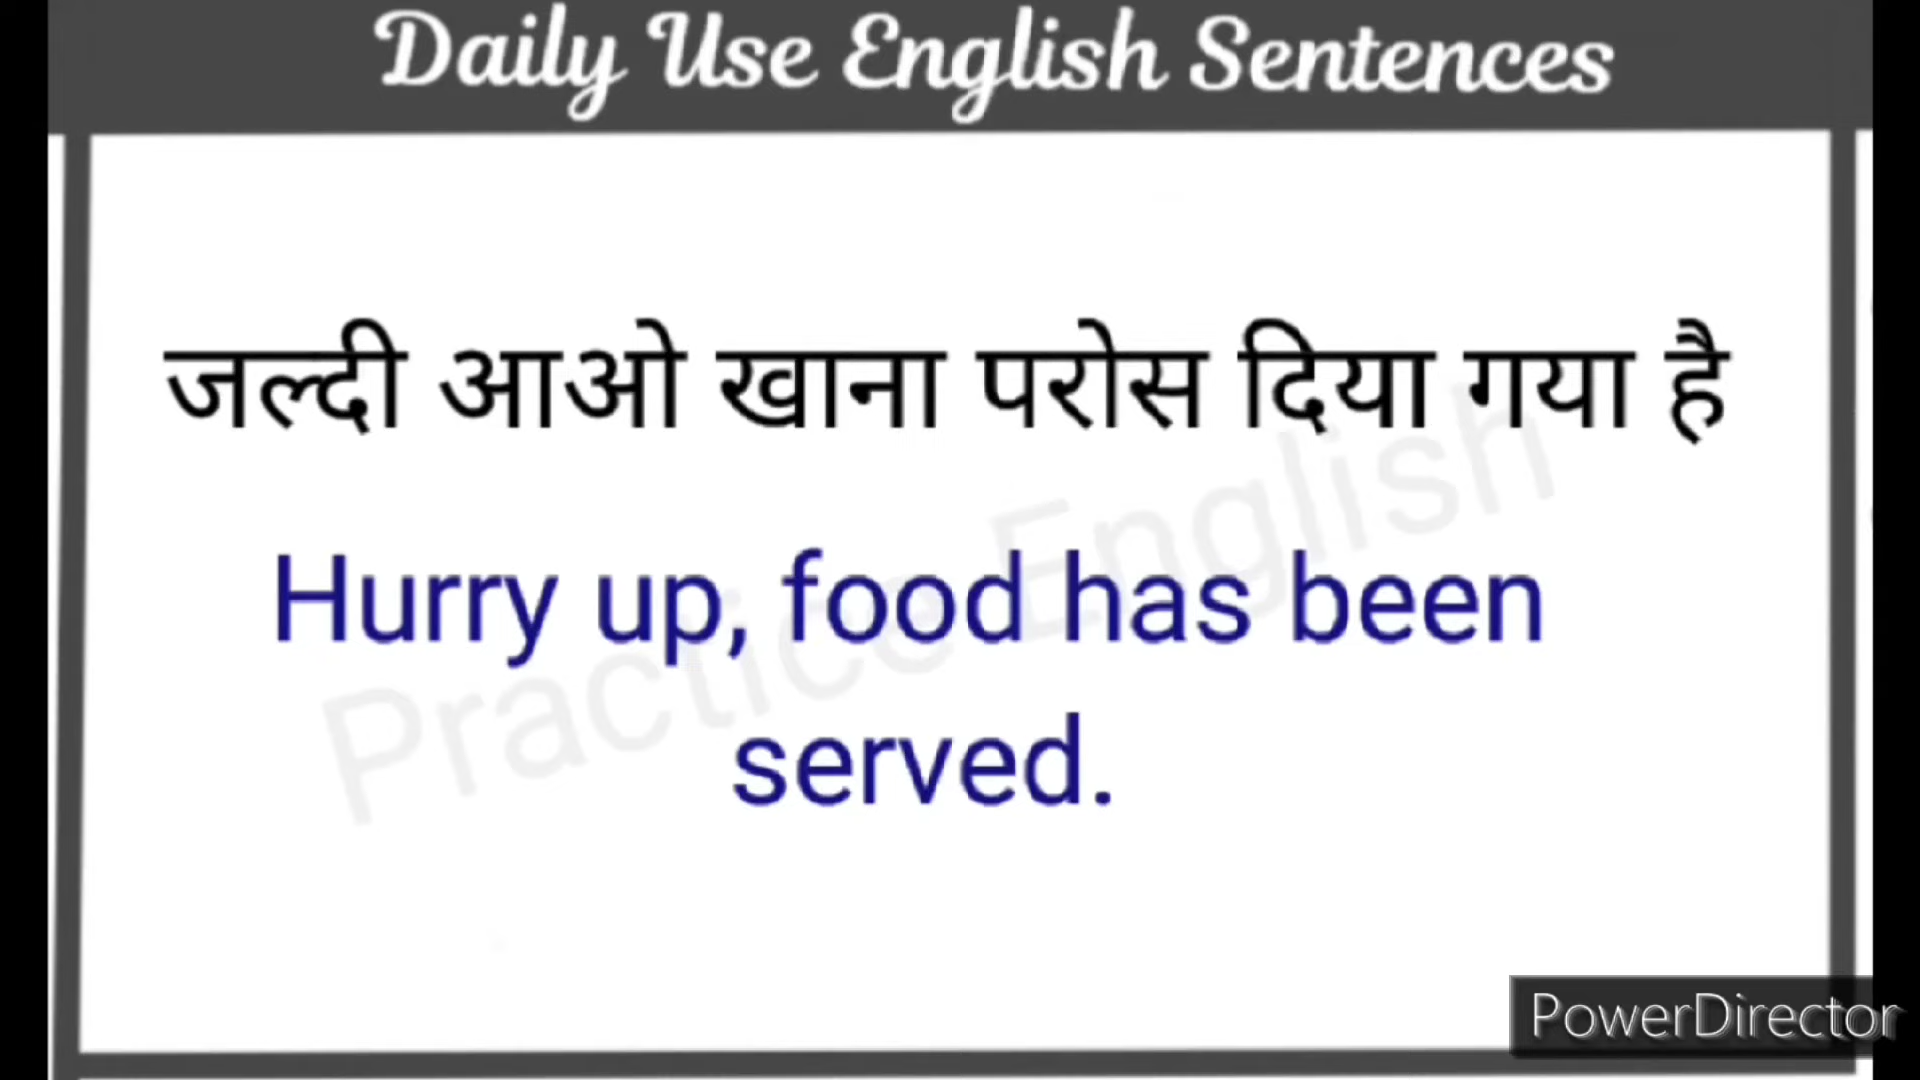 Daily Use English Sentences
जल्दी आओ खाना परोस दिया गया है
Hurry up, food has been
served.
Practice English
PowerDirector